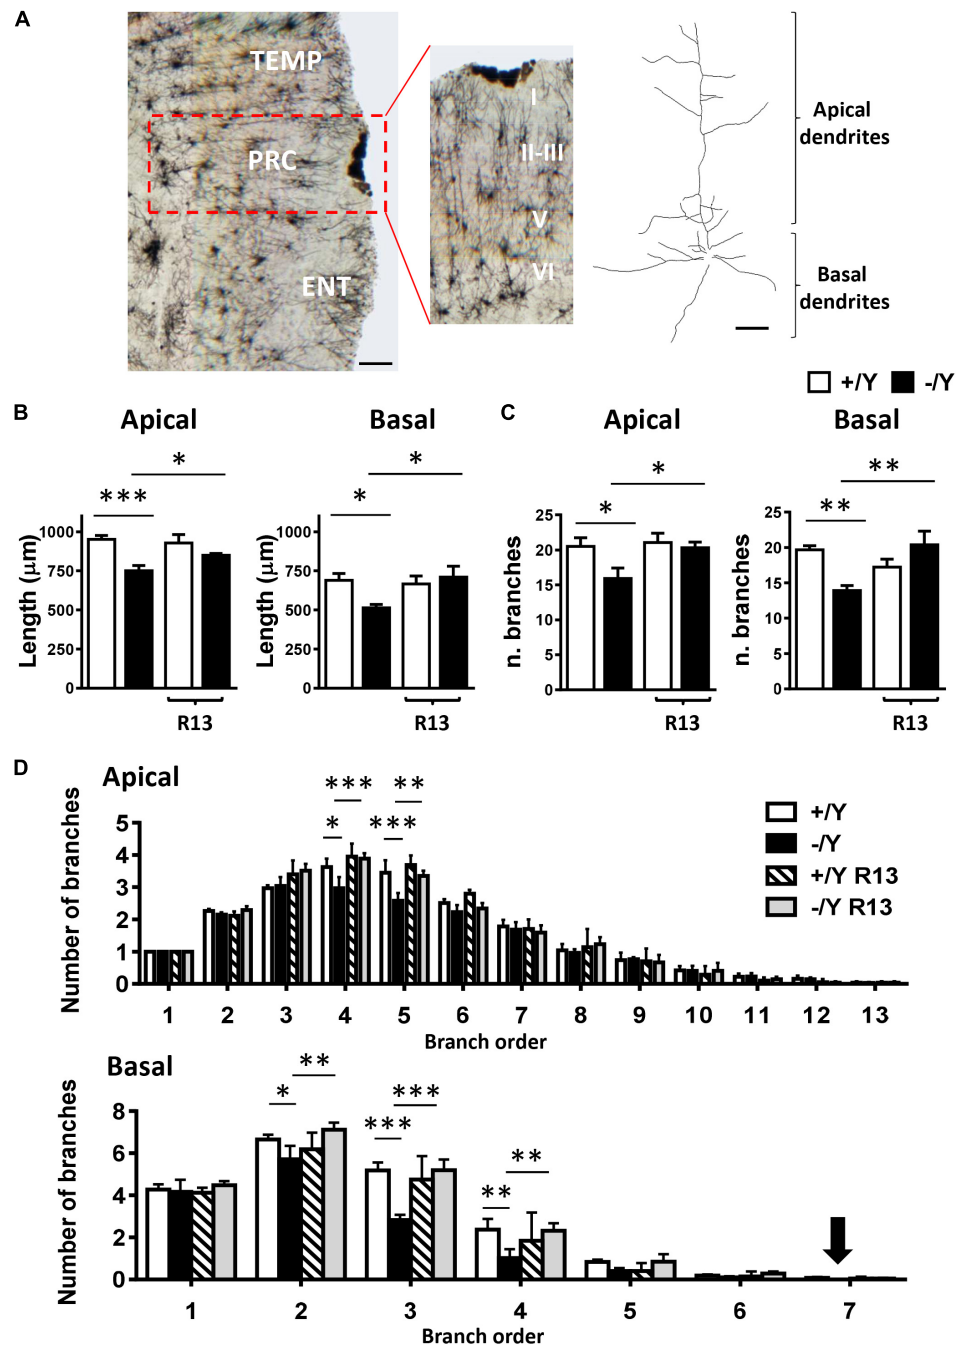 A
TEMP
PRC
ENT
I
II-III
V
VI
Apical
dendrites
Basal
dendrites
+/Y -/Y
B
Apical
Basal
C
Apical
Basal
* * * *
*
*
*
*
*
**
**
Length (µm)
1000
750
500
250
0
R13
Length (µm)
1000
750
500
250
0
R13
n. branches
25
20
15
10
5
0
R13
n. branches
25
20
15
10
5
0
R13
D
Apical
Number of branches
5
4
3
2
1
0
***
*
**
***
+/Y
-/Y
+/Y R13
-/Y R13
1 2 3 4 5 6 7 8 9 10 11 12 13
Branch order
Basal
Number of branches
8
6
4
2
0
**
*
***
***
**
**
1 2 3 4 5 6 7
Branch order